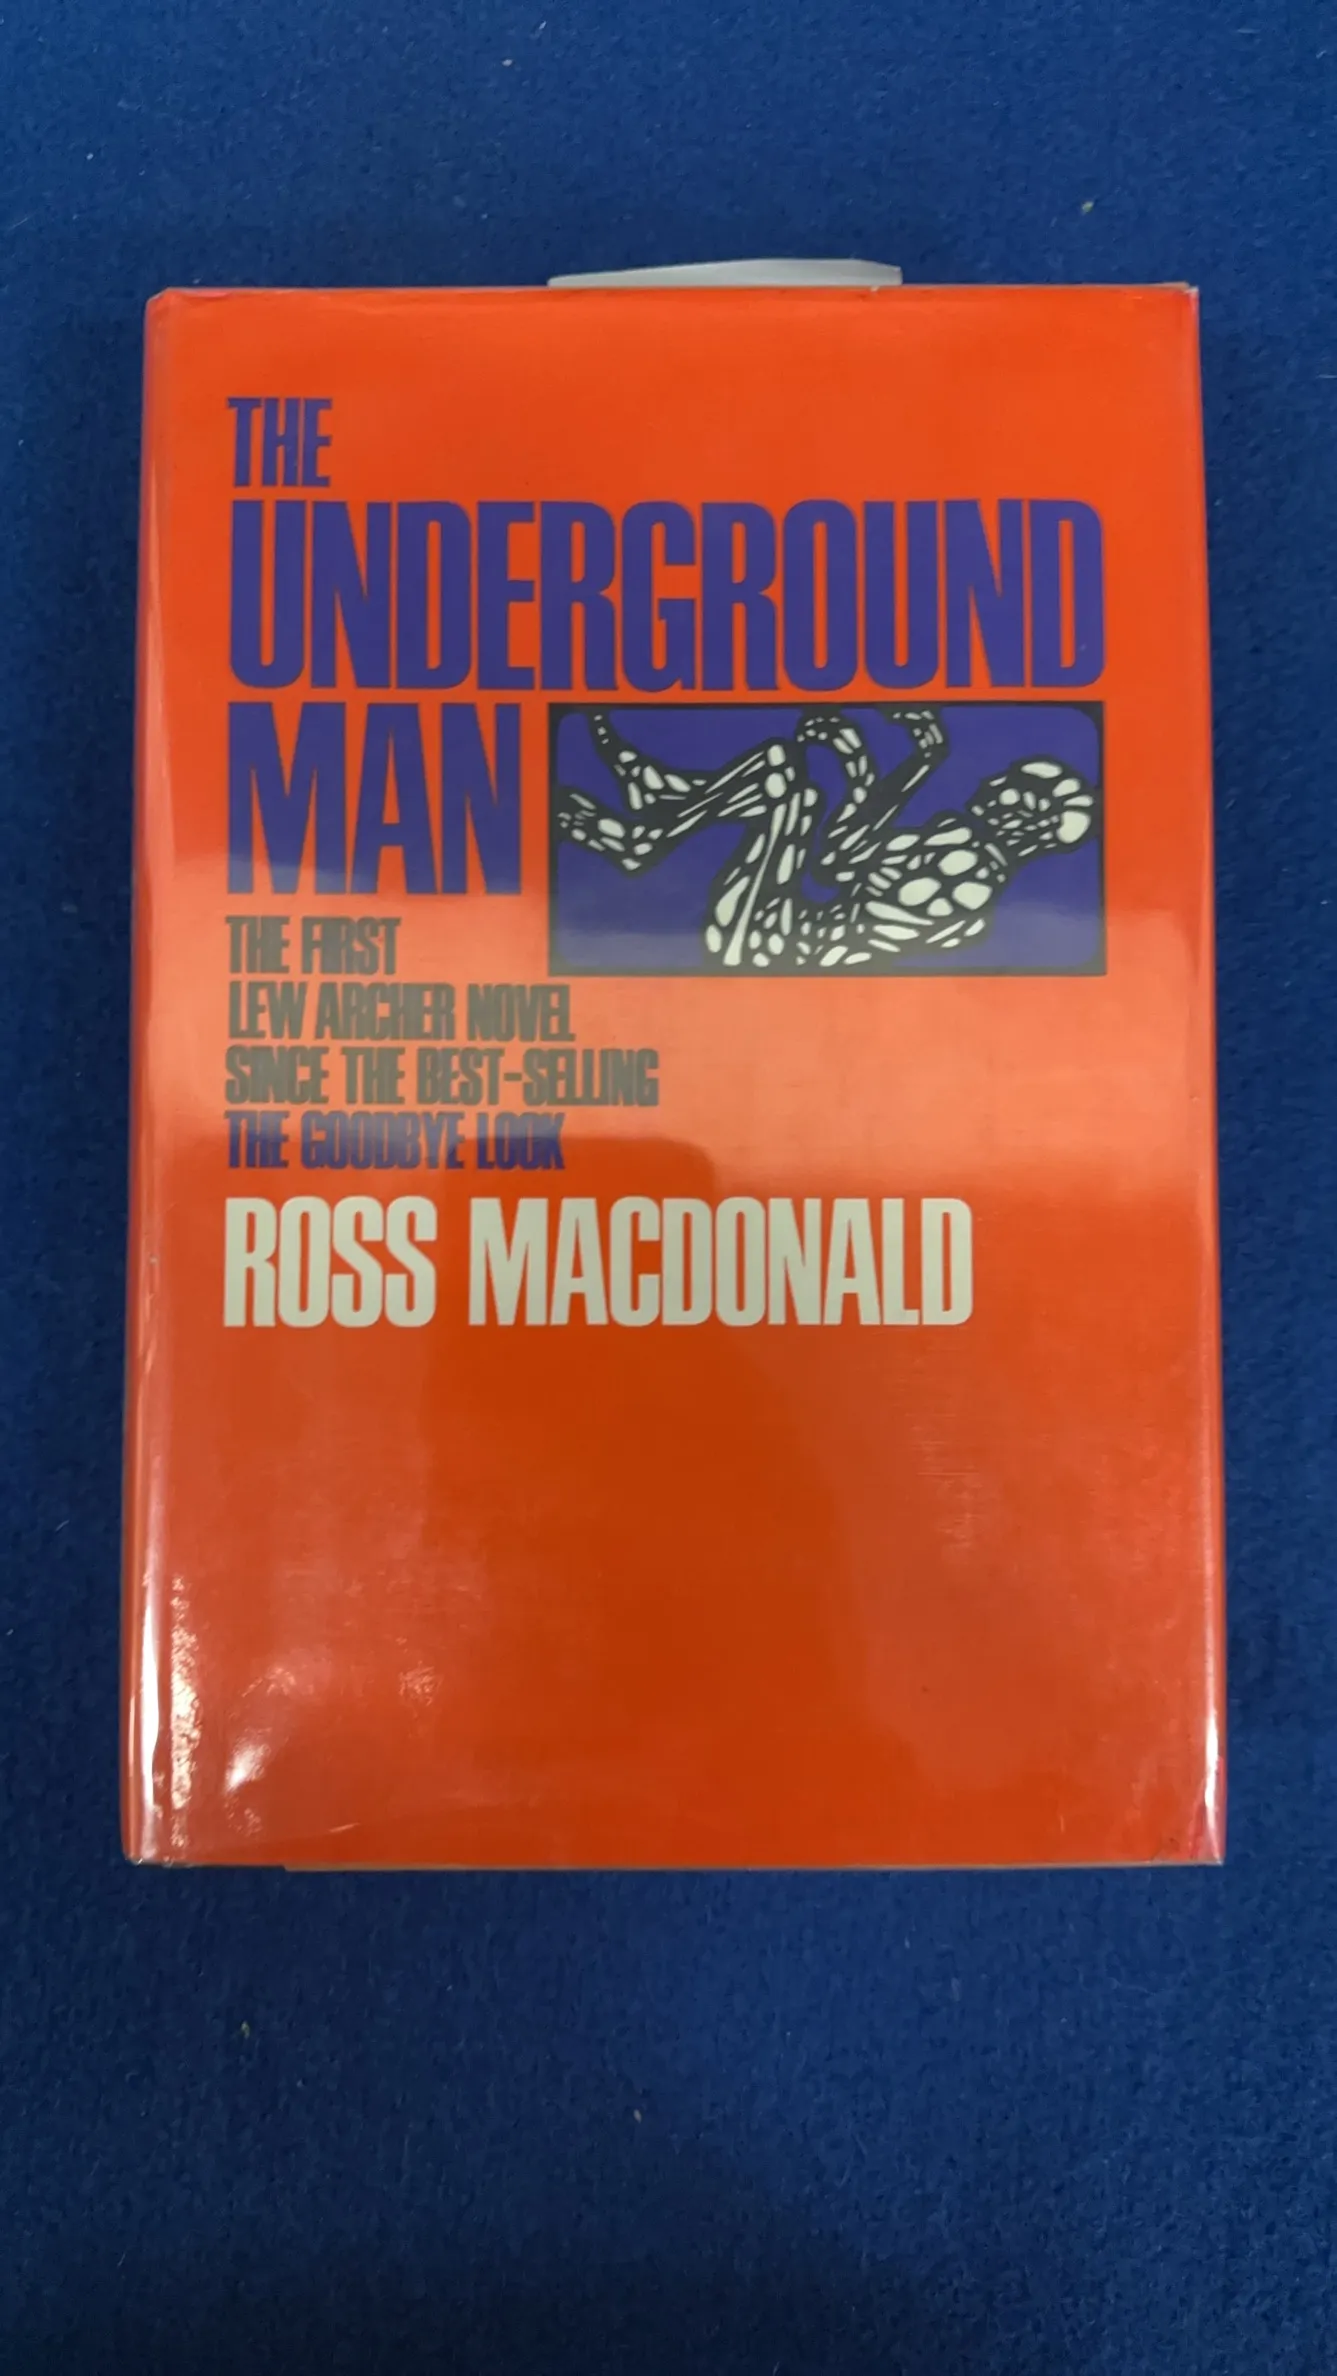 THE
UNDERGROUND
MAN
THE FIRST
LEW ARCHER NOVEL
SINCE THE BEST-SELLING
THE GOODBYE LOOK
ROSS MACDONALD